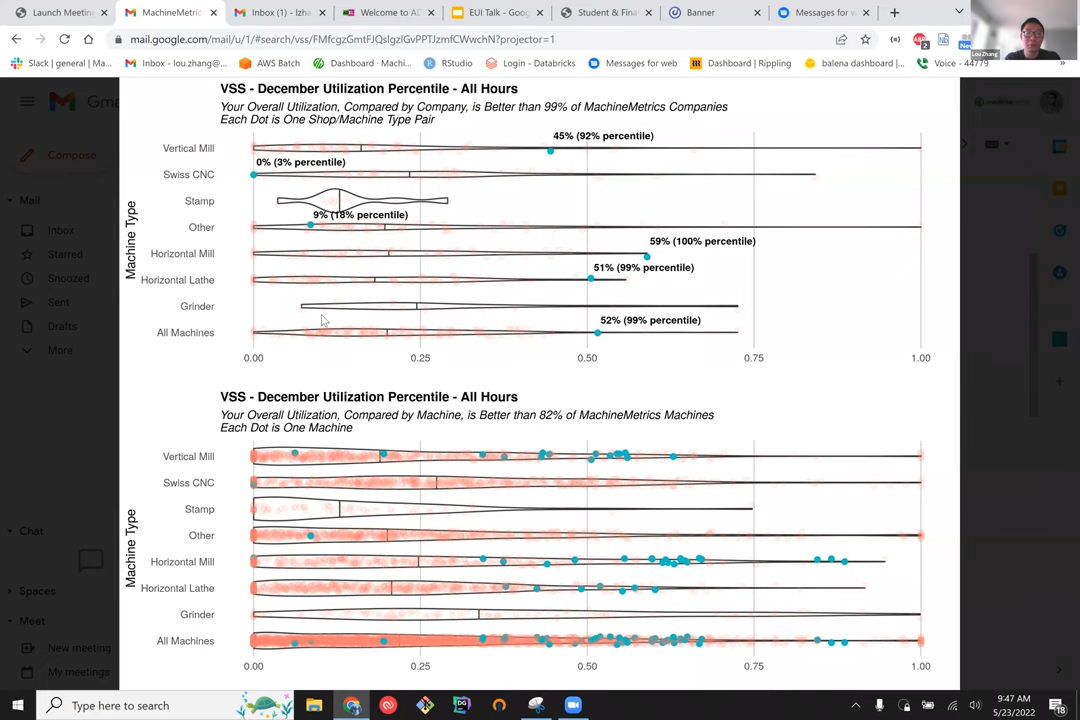 Launch Meetin
MachineMetric
Inbox (1) - lzha
Welcome to A
EUI Talk - Goog
Student & Fina
Banner
Messages for w
mail.google.com/mail/u/1/#search/vss/FMfcgzGmtFJQslgzlGvPPTJzmfCWwchN?projector=1
2
New
Lou Zhang
Slack | general | Ma...
Inbox - lou.zhang@...
AWS Batch
Dashboard · Machi...
RStudio
Login - Databricks
Messages for web
Dashboard | Rippling
balena dashboard |...
Voice - 44779
»
Compose
Mail
Inbox
Starred
Snoozed
Sent
Drafts
More
Chat
Spaces
Meet
New meeting
My meetings
VSS - December Utilization Percentile - All Hours
Your Overall Utilization, Compared by Company, is Better than 99% of MachineMetrics Companies
Each Dot is One Shop/Machine Type Pair
Machine Type
Vertical Mill
45% (92% percentile)
0% (3% percentile)
Swiss CNC
Stamp
9% (18% percentile)
Other
59% (100% percentile)
Horizontal Mill
51% (99% percentile)
Horizontal Lathe
Grinder
52% (99% percentile)
All Machines
0.00 0.25 0.50 0.75 1.00
VSS - December Utilization Percentile - All Hours
Your Overall Utilization, Compared by Machine, is Better than 82% of MachineMetrics Machines
Each Dot is One Machine
Machine Type
Vertical Mill
Swiss CNC
Stamp
Other
Horizontal Mill
Horizontal Lathe
Grinder
All Machines
0.00 0.25 0.50 0.75 1.00
Type here to search
9:47 AM
5/23/2022
18